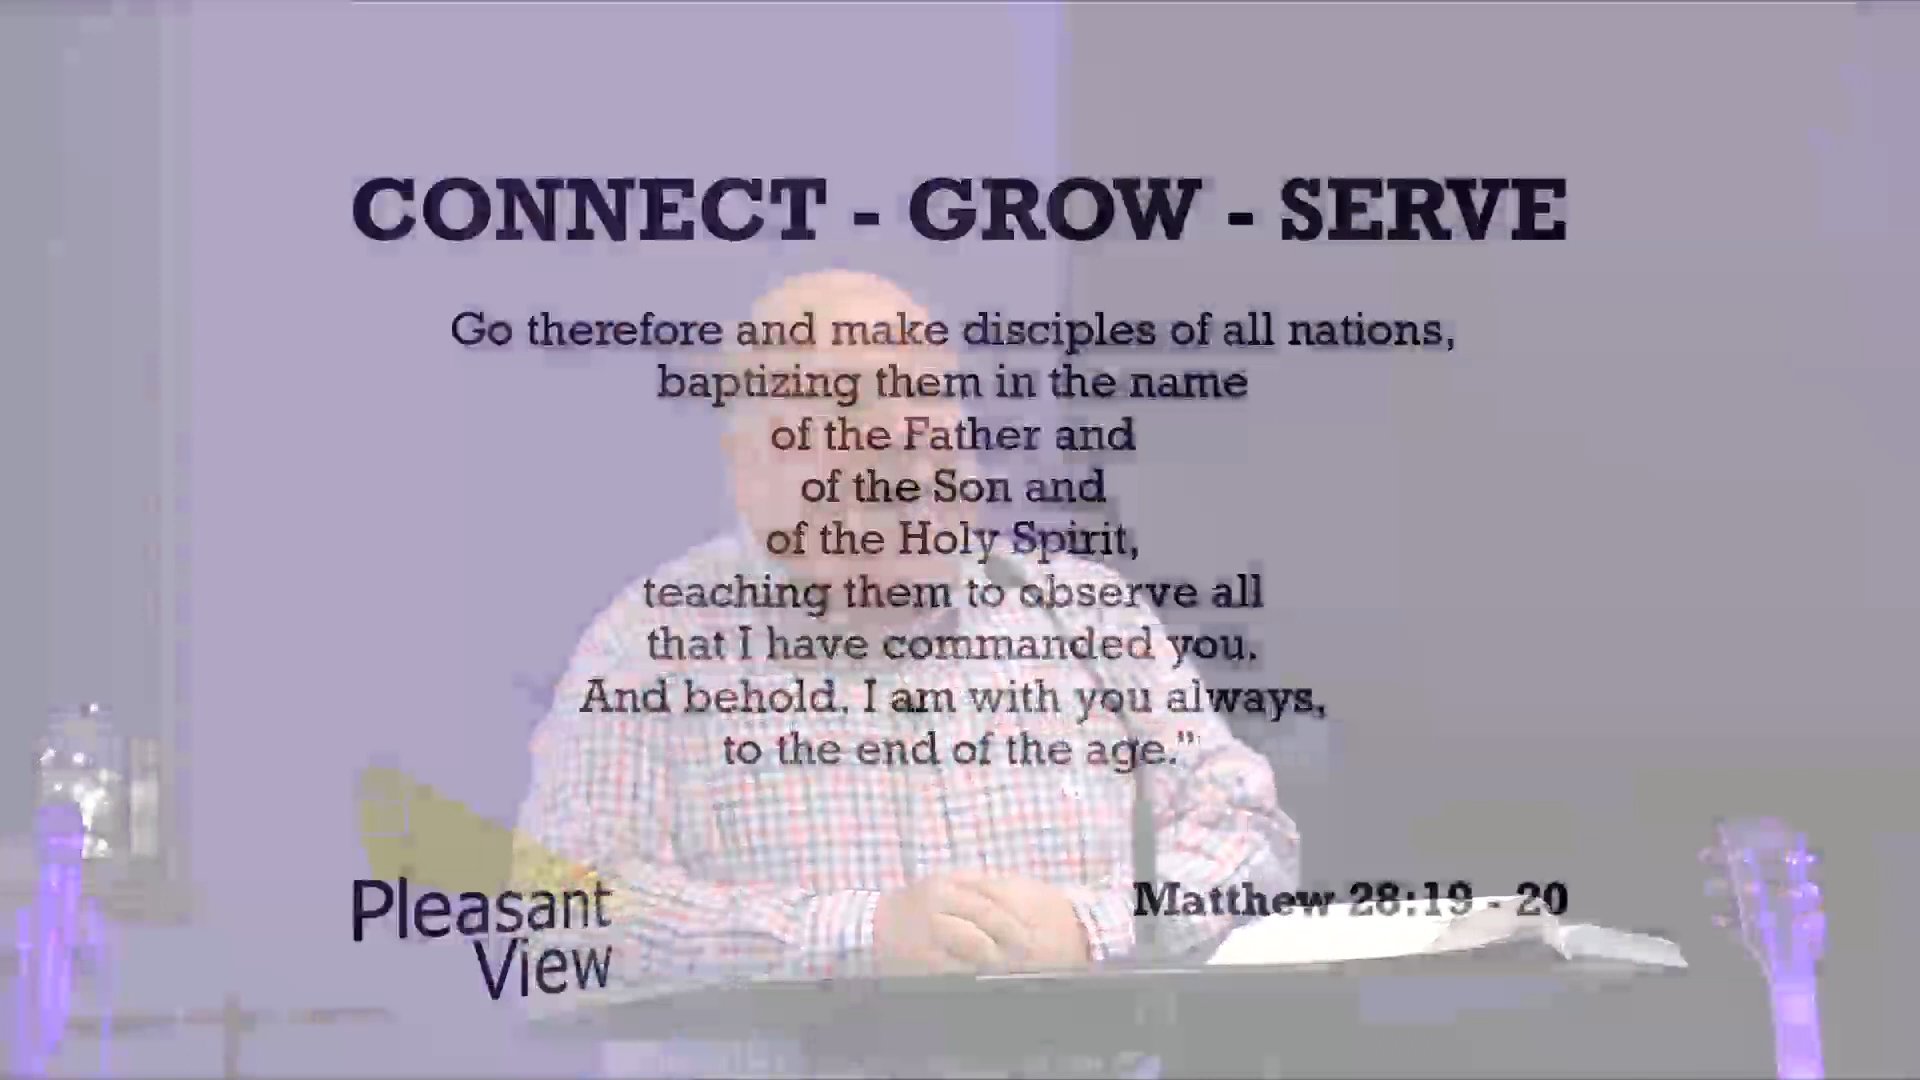 CONNECT - GROW - SERVE
Go therefore and make disciples of all nations,
baptizing them in the name
of the Father and
of the Son and
of the Holy Spirit,
teaching them to observe all
that I have commanded you.
And behold, I am with you always,
to the end of the age.”
Matthew 28:19 - 20
Pleasant
View